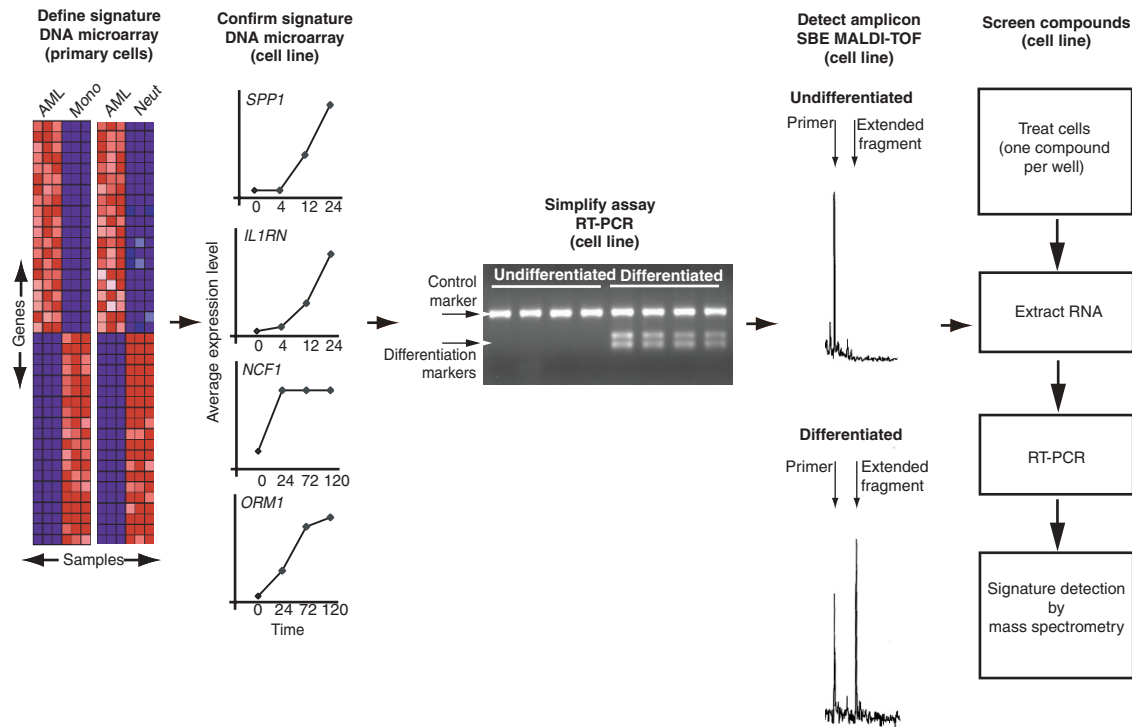 Define signature
DNA microarray
(primary cells)
AML
Mono
AML
Neut
Genes
Samples
Confirm signature
DNA microarray
(cell line)
Average expression level
SPP1
0 4 12 24
IL1RN
0 4 12 24
NCF1
0 24 72 120
ORM1
0 24 72 120
Time
Simplify assay
RT-PCR
(cell line)
Undifferentiated Differentiated
Control
marker
Differentiation
markers
Detect amplicon
SBE MALDI-TOF
(cell line)
Undifferentiated
Primer
Extended
fragment
Differentiated
Primer
Extended
fragment
Screen compounds
(cell line)
Treat cells
(one compound
per well)
Extract RNA
RT-PCR
Signature detection
by
mass spectrometry